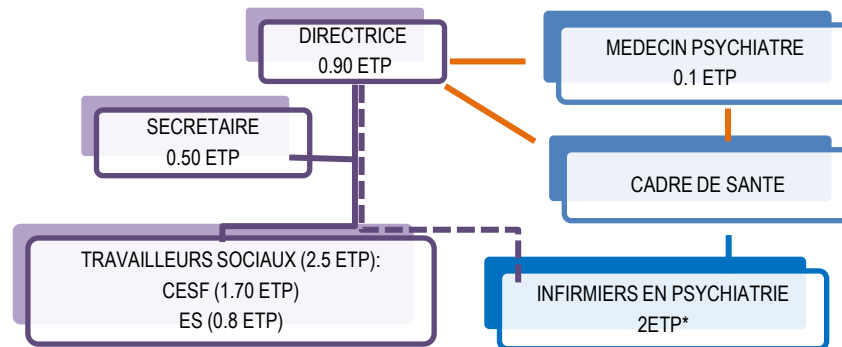 DIRECTRICE
0.90 ETP
MEDECIN PSYCHIATRE
0.1 ETP
SECRETAIRE
0.50 ETP
CADRE DE SANTE
TRAVAILLEURS SOCIAUX (2.5 ETP):
CESF (1.70 ETP)
ES (0.8 ETP)
INFIRMIERS EN PSYCHIATRIE
2ETP*